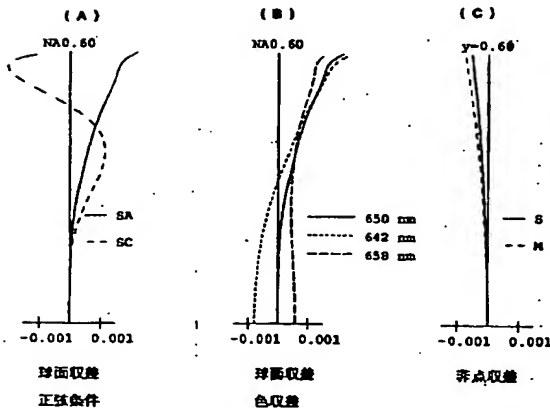 (A)
NA0.60
SA
SC
-0.001 0.001
球面収差
正弦条件
(B)
NA0.60
650 nm
642 nm
658 nm
-0.001 0.001
球面収差
色収差
(C)
y=0.60
S
M
-0.001 0.001
非点収差